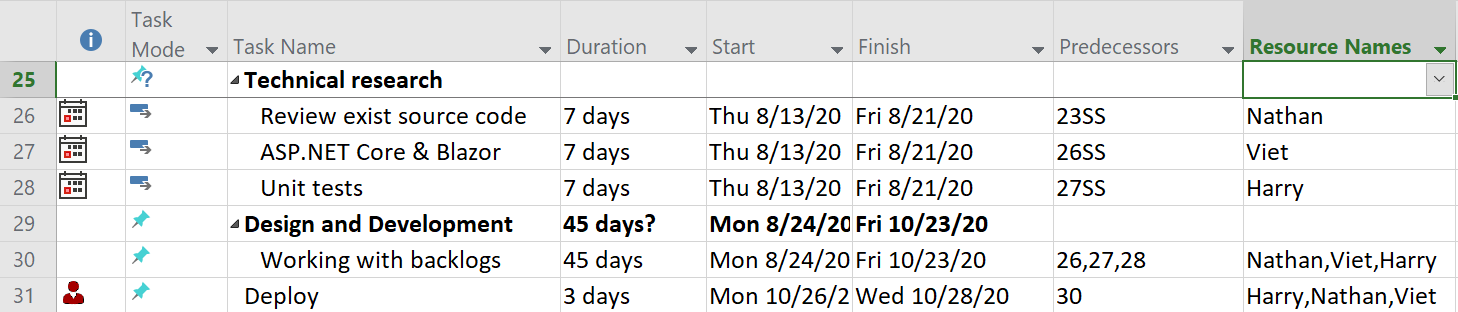 Task Mode Task Name Duration Start Finish Predecessors Resource Names
25 Technical research
26 Review exist source code 7 days Thu 8/13/20 Fri 8/21/20 23SS Nathan
27 ASP.NET Core & Blazor 7 days Thu 8/13/20 Fri 8/21/20 26SS Viet
28 Unit tests 7 days Thu 8/13/20 Fri 8/21/20 27SS Harry
29 Design and Development 45 days? Mon 8/24/20 Fri 10/23/20
30 Working with backlogs 45 days Mon 8/24/20 Fri 10/23/20 26,27,28 Nathan,Viet,Harry
31 Deploy 3 days Mon 10/26/2 Wed 10/28/20 30 Harry,Nathan,Viet